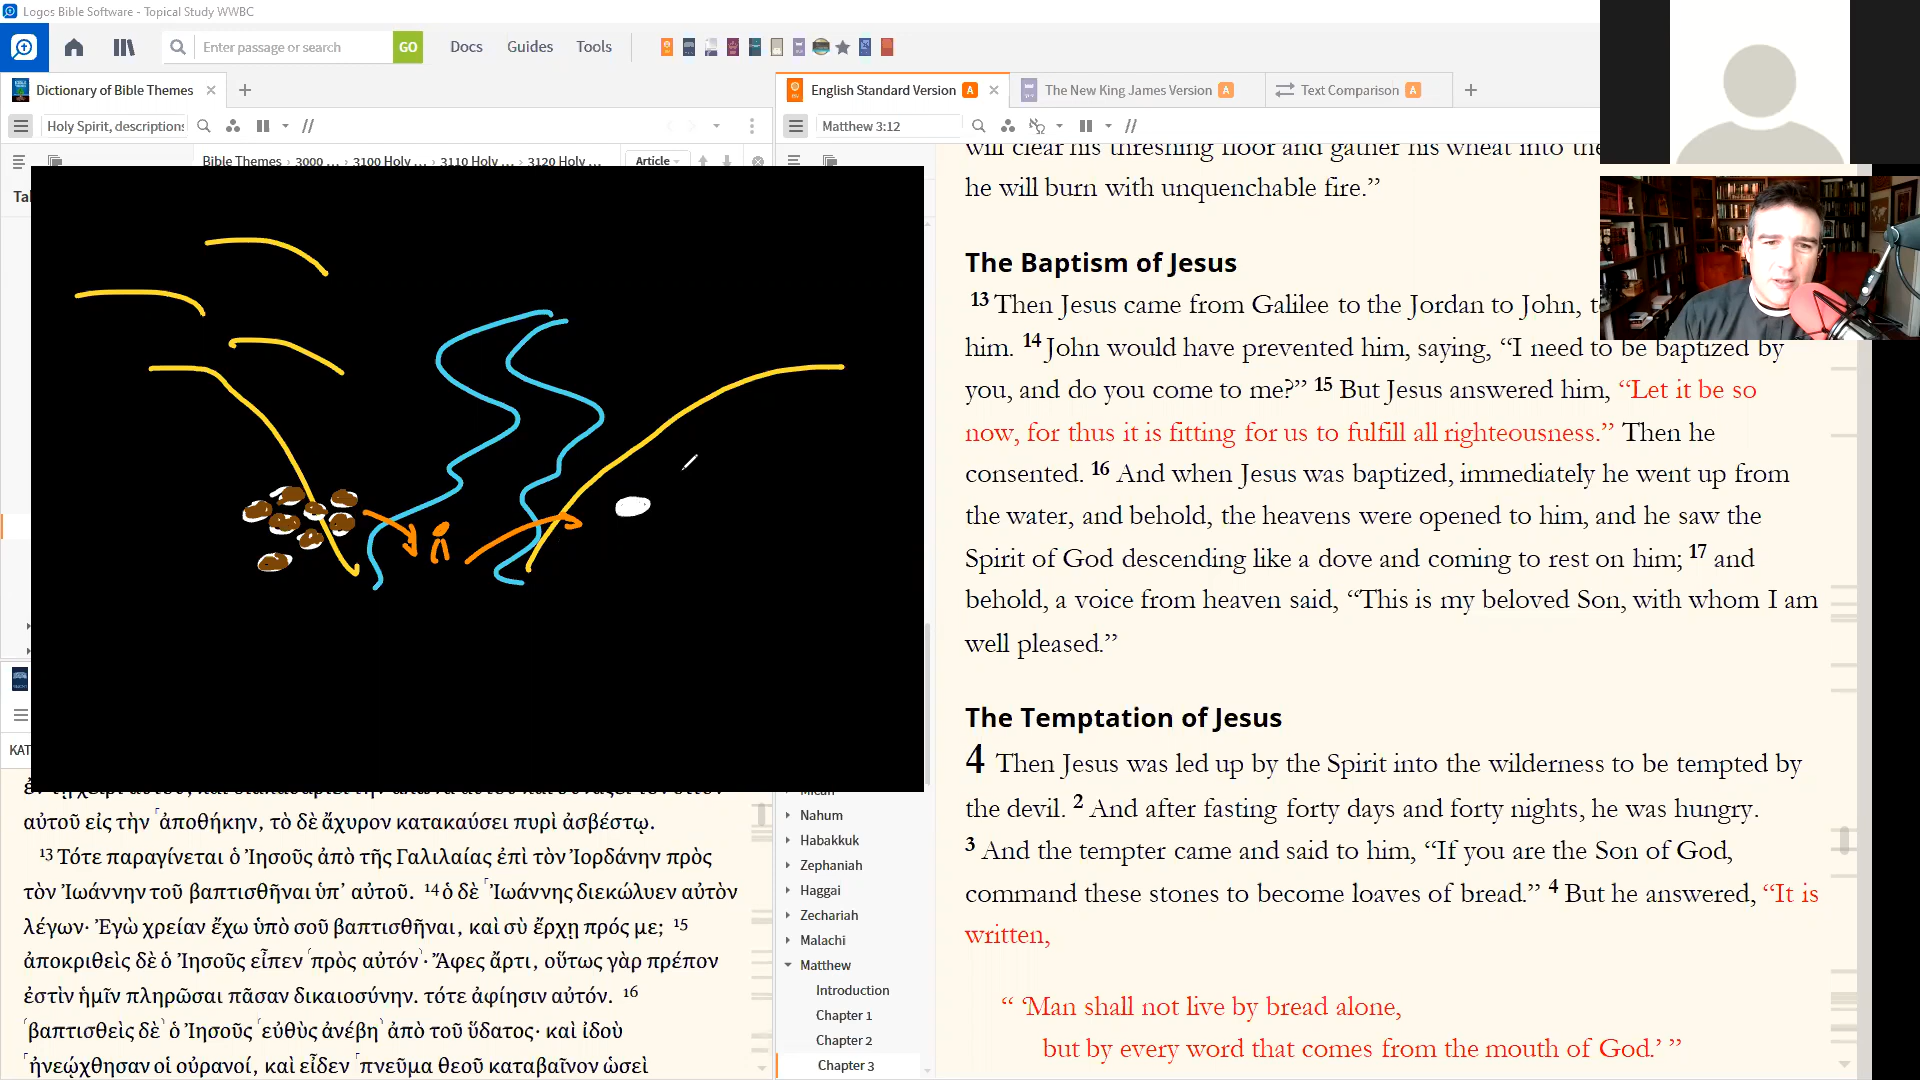 Logos Bible Software - Topical Study WWBC
Enter passage or search
GO
Docs
Guides
Tools
Dictionary of Bible Themes
English Standard Version A
The New King James Version A
Text Comparison A
Holy Spirit, descriptions
Matthew 3:12
Bible Themes › 3000 ... › 3100 Holy ... › 3110 Holy ... › 3120 Holy ...
Article
Tal
will clear his threshing floor and gather his wheat into the
he will burn with unquenchable fire.”
The Baptism of Jesus
13 Then Jesus came from Galilee to the Jordan to John, t
him. 14 John would have prevented him, saying, “I need to be baptized by
you, and do you come to me?” 15 But Jesus answered him, “Let it be so
now, for thus it is fitting for us to fulfill all righteousness.” Then he
consented. 16 And when Jesus was baptized, immediately he went up from
the water, and behold, the heavens were opened to him, and he saw the
Spirit of God descending like a dove and coming to rest on him; 17 and
behold, a voice from heaven said, “This is my beloved Son, with whom I am
well pleased.”
The Temptation of Jesus
4 Then Jesus was led up by the Spirit into the wilderness to be tempted by
the devil. 2 And after fasting forty days and forty nights, he was hungry.
3 And the tempter came and said to him, “If you are the Son of God,
command these stones to become loaves of bread.” 4 But he answered, “It is
written,
“ ‘Man shall not live by bread alone,
but by every word that comes from the mouth of God.’ ”
KAT
αὐτοῦ εἰς τὴν ⸀ἀποθήκην, τὸ δὲ ἄχυρον κατακαύσει πυρὶ ἀσβέστῳ.
13 Τότε παραγίνεται ὁ Ἰησοῦς ἀπὸ τῆς Γαλιλαίας ἐπὶ τὸν Ἰορδάνην πρὸς
τὸν Ἰωάννην τοῦ βαπτισθῆναι ὑπ’ αὐτοῦ. 14 ὁ δὲ ⸀Ἰωάννης διεκώλυεν αὐτὸν
λέγων· Ἐγὼ χρείαν ἔχω ὑπὸ σοῦ βαπτισθῆναι, καὶ σὺ ἔρχῃ πρός με; 15
ἀποκριθεὶς δὲ ὁ Ἰησοῦς εἶπεν ⸂πρὸς αὐτόν⸃· Ἄφες ἄρτι, οὕτως γὰρ πρέπον
ἐστὶν ἡμῖν πληρῶσαι πᾶσαν δικαιοσύνην. τότε ἀφίησιν αὐτόν. 16
⸂βαπτισθεὶς δὲ⸃ ὁ Ἰησοῦς ⸂εὐθὺς ἀνέβη⸃ ἀπὸ τοῦ ὕδατος· καὶ ἰδοὺ
⸀ἠνεῴχθησαν οἱ οὐρανοί, καὶ εἶδεν ⸀πνεῦμα θεοῦ καταβαῖνον ὡσεὶ
Micah
Nahum
Habakkuk
Zephaniah
Haggai
Zechariah
Malachi
Matthew
Introduction
Chapter 1
Chapter 2
Chapter 3